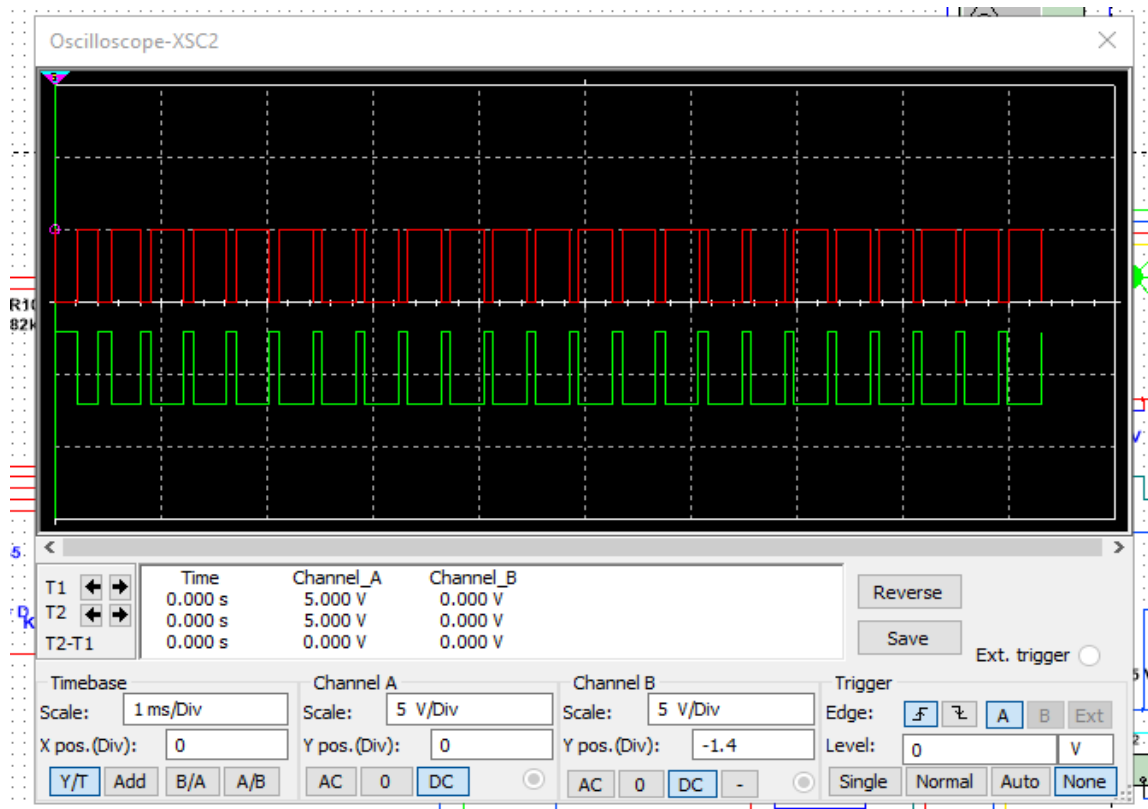 Oscilloscope-XSC2
R10
82k
Time Channel_A Channel_B
T1 0.000 s 5.000 V 0.000 V
T2 0.000 s 5.000 V 0.000 V
T2-T1 0.000 s 0.000 V 0.000 V
Reverse
Save
Ext. trigger
Timebase
Scale: 1 ms/Div
X pos.(Div): 0
Y/T Add B/A A/B
Channel A
Scale: 5 V/Div
Y pos.(Div): 0
AC 0 DC
Channel B
Scale: 5 V/Div
Y pos.(Div): -1.4
AC 0 DC -
Trigger
Edge: A B Ext
Level: 0 V
Single Normal Auto None